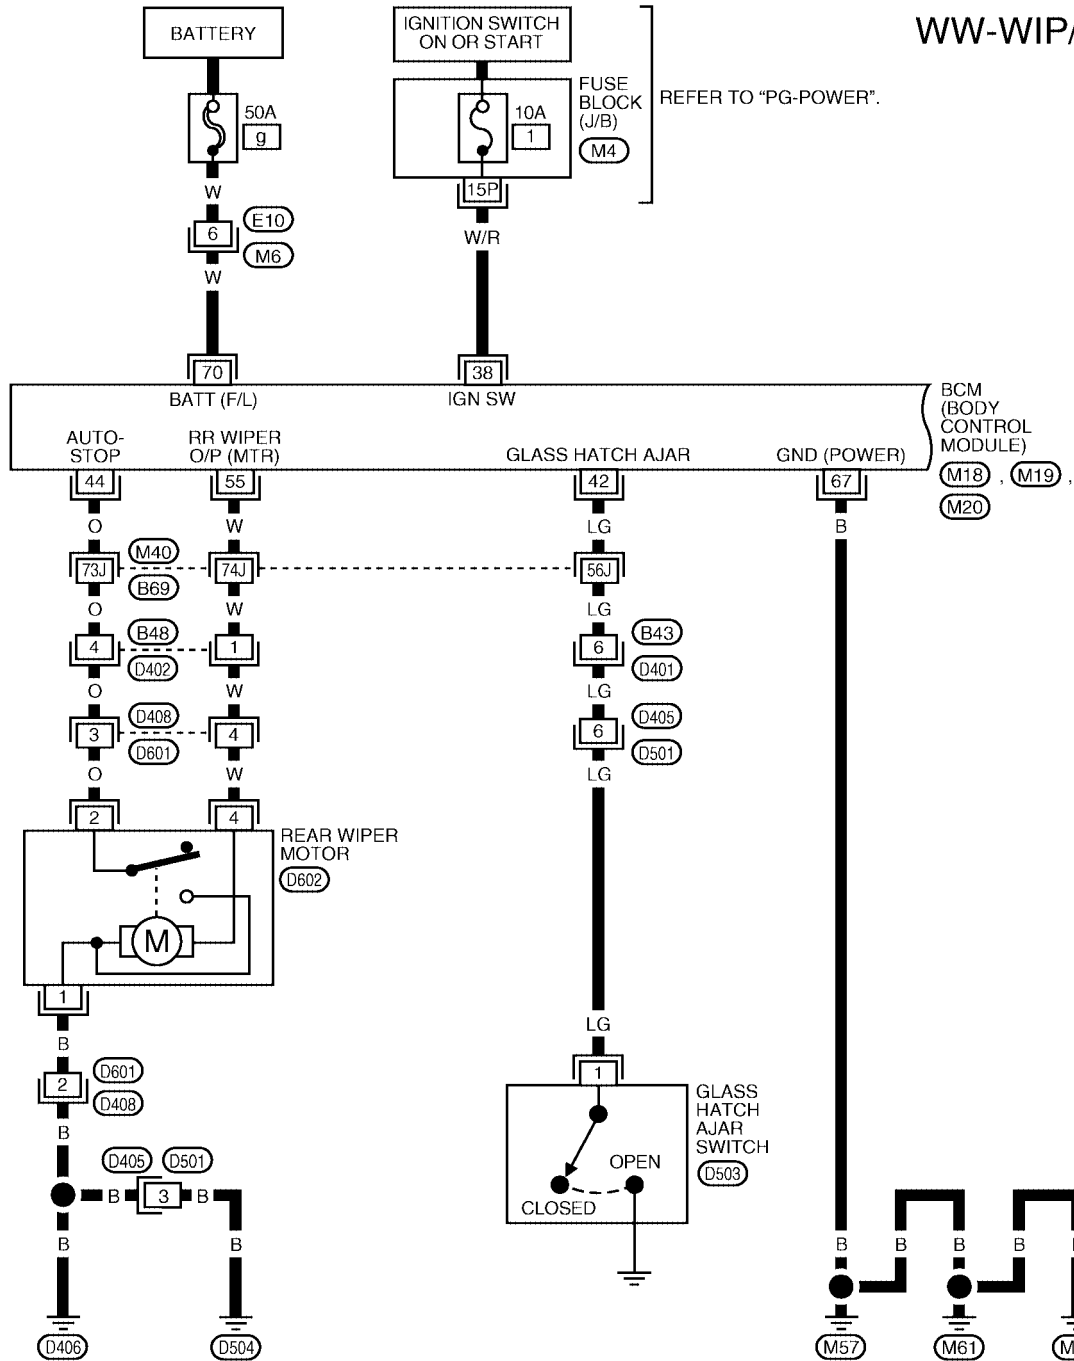 WW-WIP/
BATTERY
IGNITION SWITCH
ON OR START
50A
g
10A
1
FUSE
BLOCK
(J/B)
M4
REFER TO “PG-POWER”.
15P
W
W/R
6
E10
M6
W
70
38
BATT (F/L)
IGN SW
BCM
(BODY
CONTROL
MODULE)
M18 , M19 ,
M20
AUTO-
STOP
RR WIPER
O/P (MTR)
GLASS HATCH AJAR
GND (POWER)
44
55
42
67
O
W
LG
B
73J
M40
B69
74J
56J
O
W
LG
4
B48
D402
1
6
B43
D401
O
W
LG
3
D408
D601
4
6
D405
D501
O
W
LG
2
4
REAR WIPER
MOTOR
D602
M
1
B
LG
2
D601
D408
1
GLASS
HATCH
AJAR
SWITCH
D503
OPEN
CLOSED
B
D405
D501
B
3
B
B
B
B
B
B
B
D406
D504
M57
M61